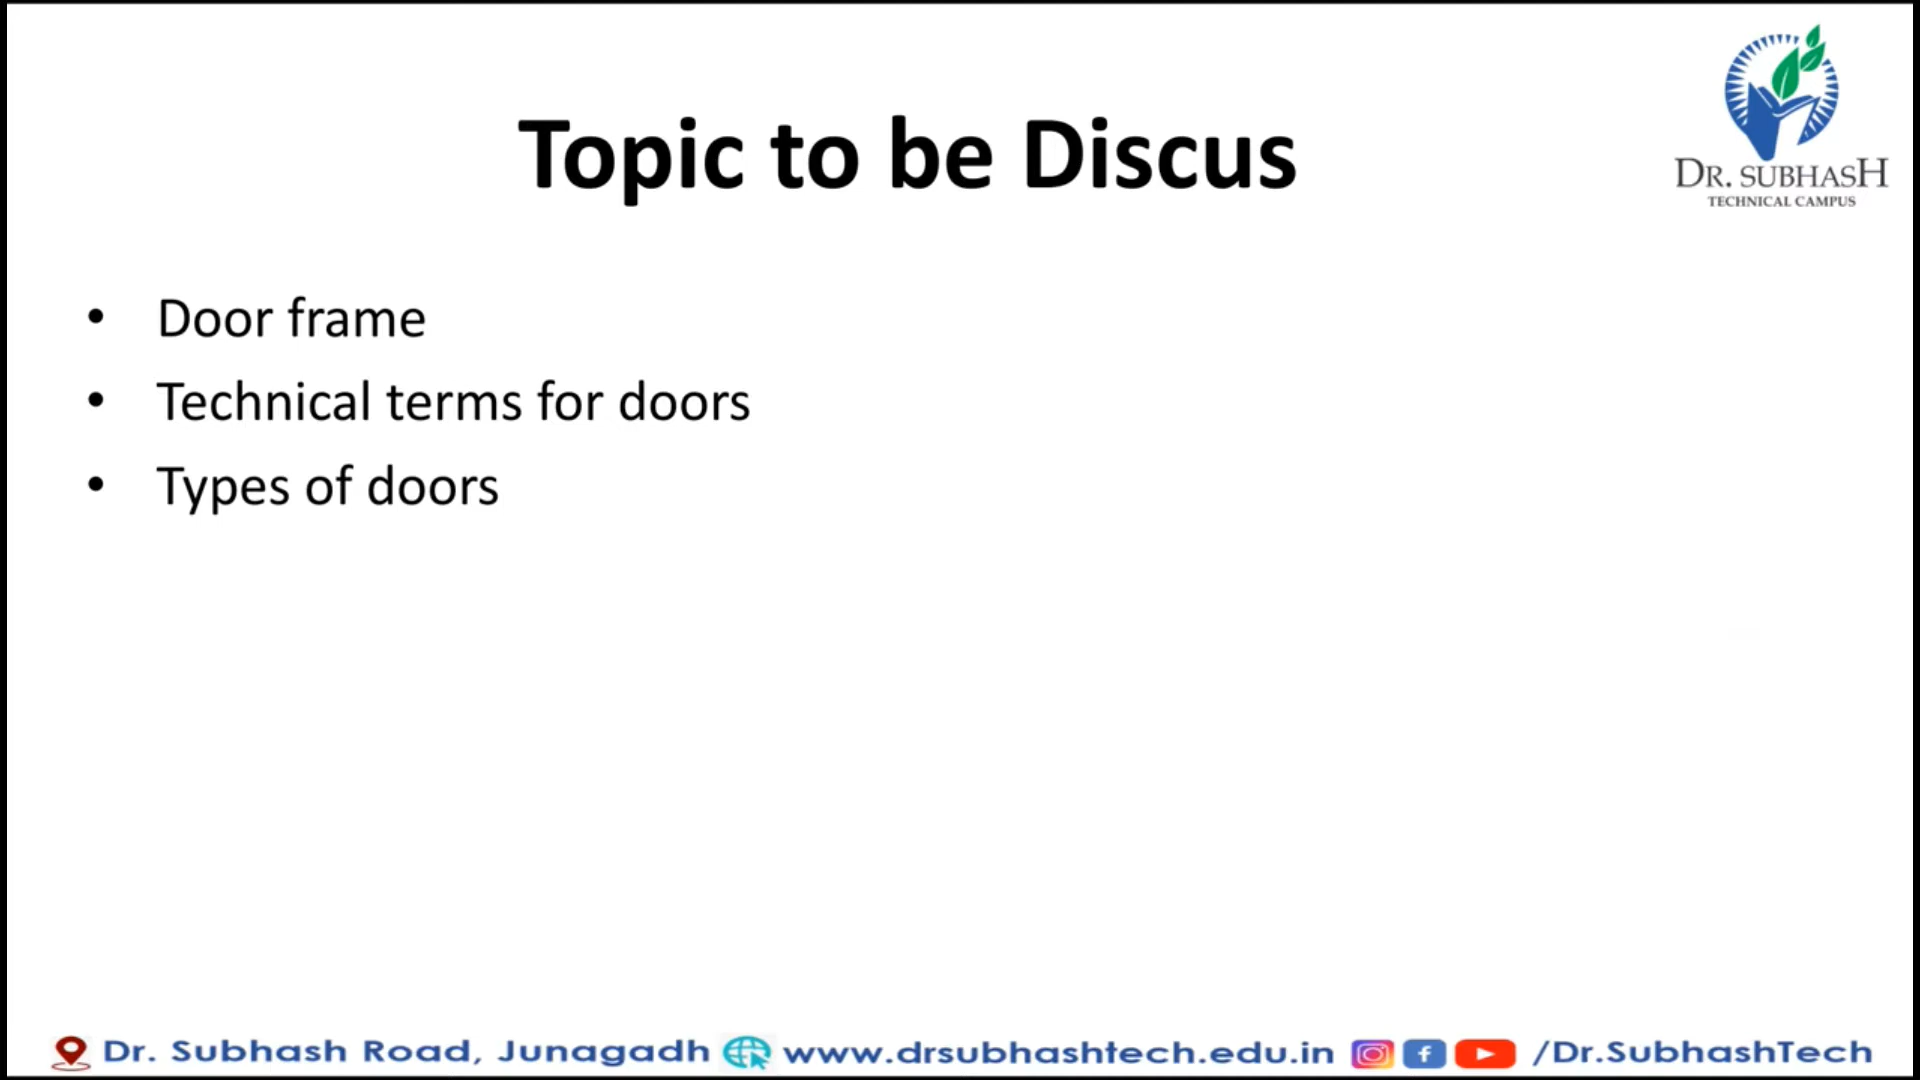 Topic to be Discus
DR. SUBHASH
TECHNICAL CAMPUS
• Door frame
• Technical terms for doors
• Types of doors
Dr. Subhash Road, Junagadh www.drsubhashtech.edu.in f /Dr.SubhashTech